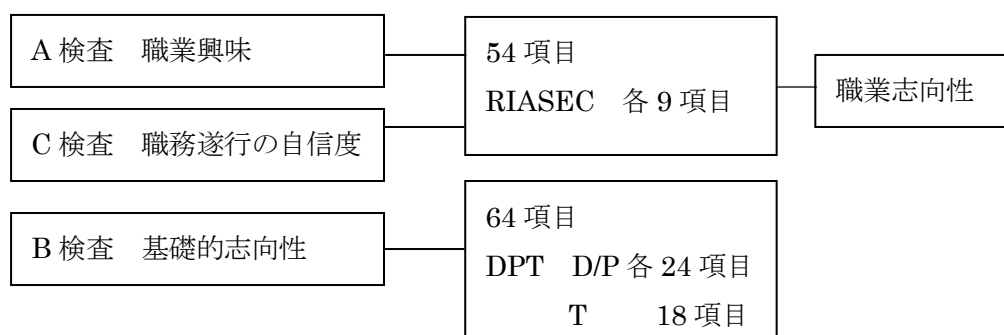 A 検査 職業興味
C 検査 職務遂行の自信度
54 項目
RIASEC 各 9 項目
職業志向性
B 検査 基礎的志向性
64 項目
DPT D/P 各 24 項目
T 18 項目